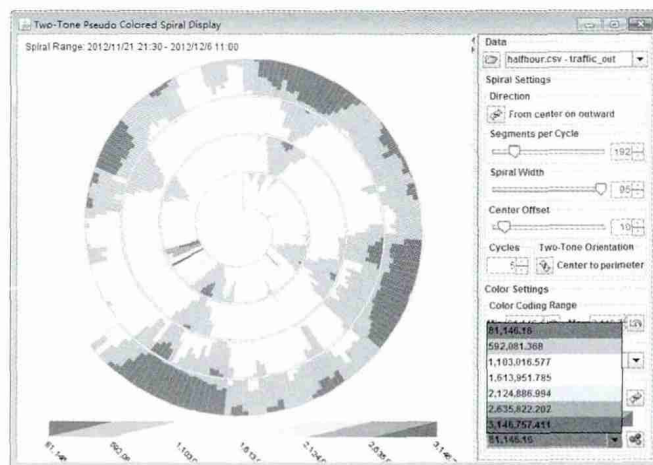 Two-Tone Pseudo Colored Spiral Display
Spiral Range: 2012/11/21 21:30 - 2012/12/6 11:00
Data
halfhour.csv - traffic_out
Spiral Settings
Direction
From center on outward
Segments per Cycle
192
Spiral Width
95
Center Offset
10
Cycles Two-Tone Orientation
Center to perimeter
Color Settings
Color Coding Range
81,146.16
592,081.368
1,103,016.577
1,613,951.785
2,124,886.994
2,635,822.202
3,146,757.411
81,146.16